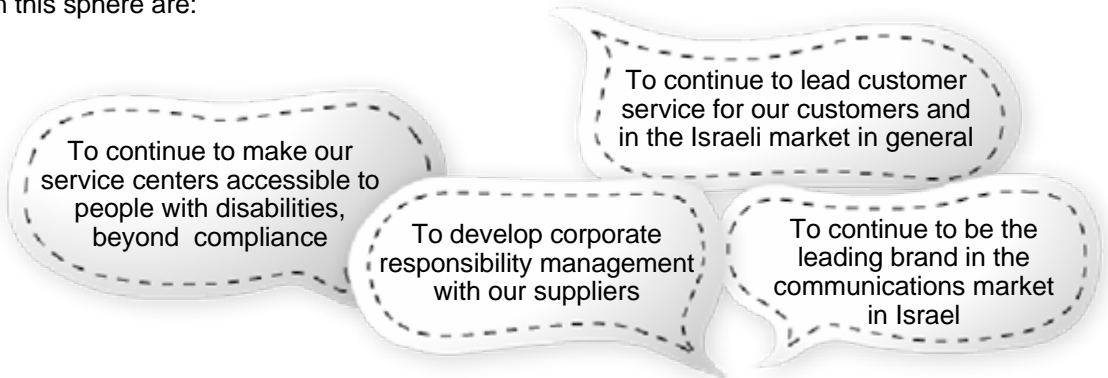 this sphere are:
To continue to make our
service centers accessible to
people with disabilities,
beyond compliance
To develop corporate
responsibility management
with our suppliers
To continue to lead customer
service for our customers and
in the Israeli market in general
To continue to be the
leading brand in the
communications market
in Israel